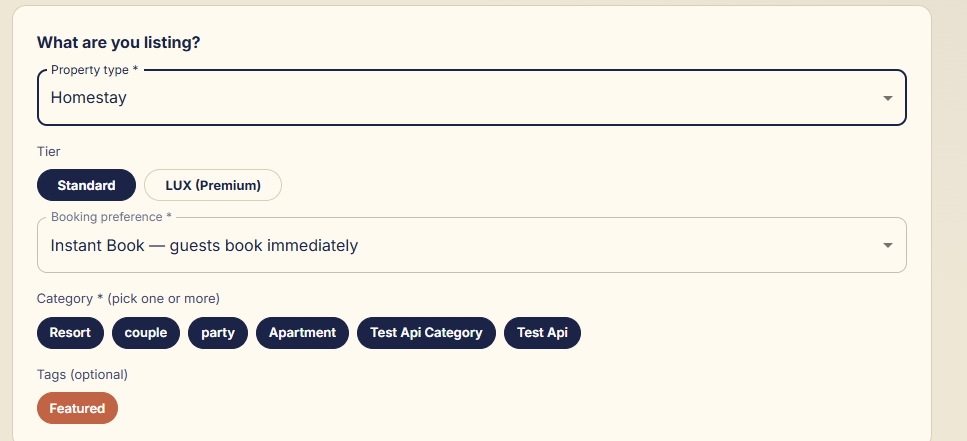 What are you listing?
Property type *
Homestay
Tier
Standard LUX (Premium)
Booking preference *
Instant Book — guests book immediately
Category * (pick one or more)
Resort couple party Apartment Test Api Category Test Api
Tags (optional)
Featured